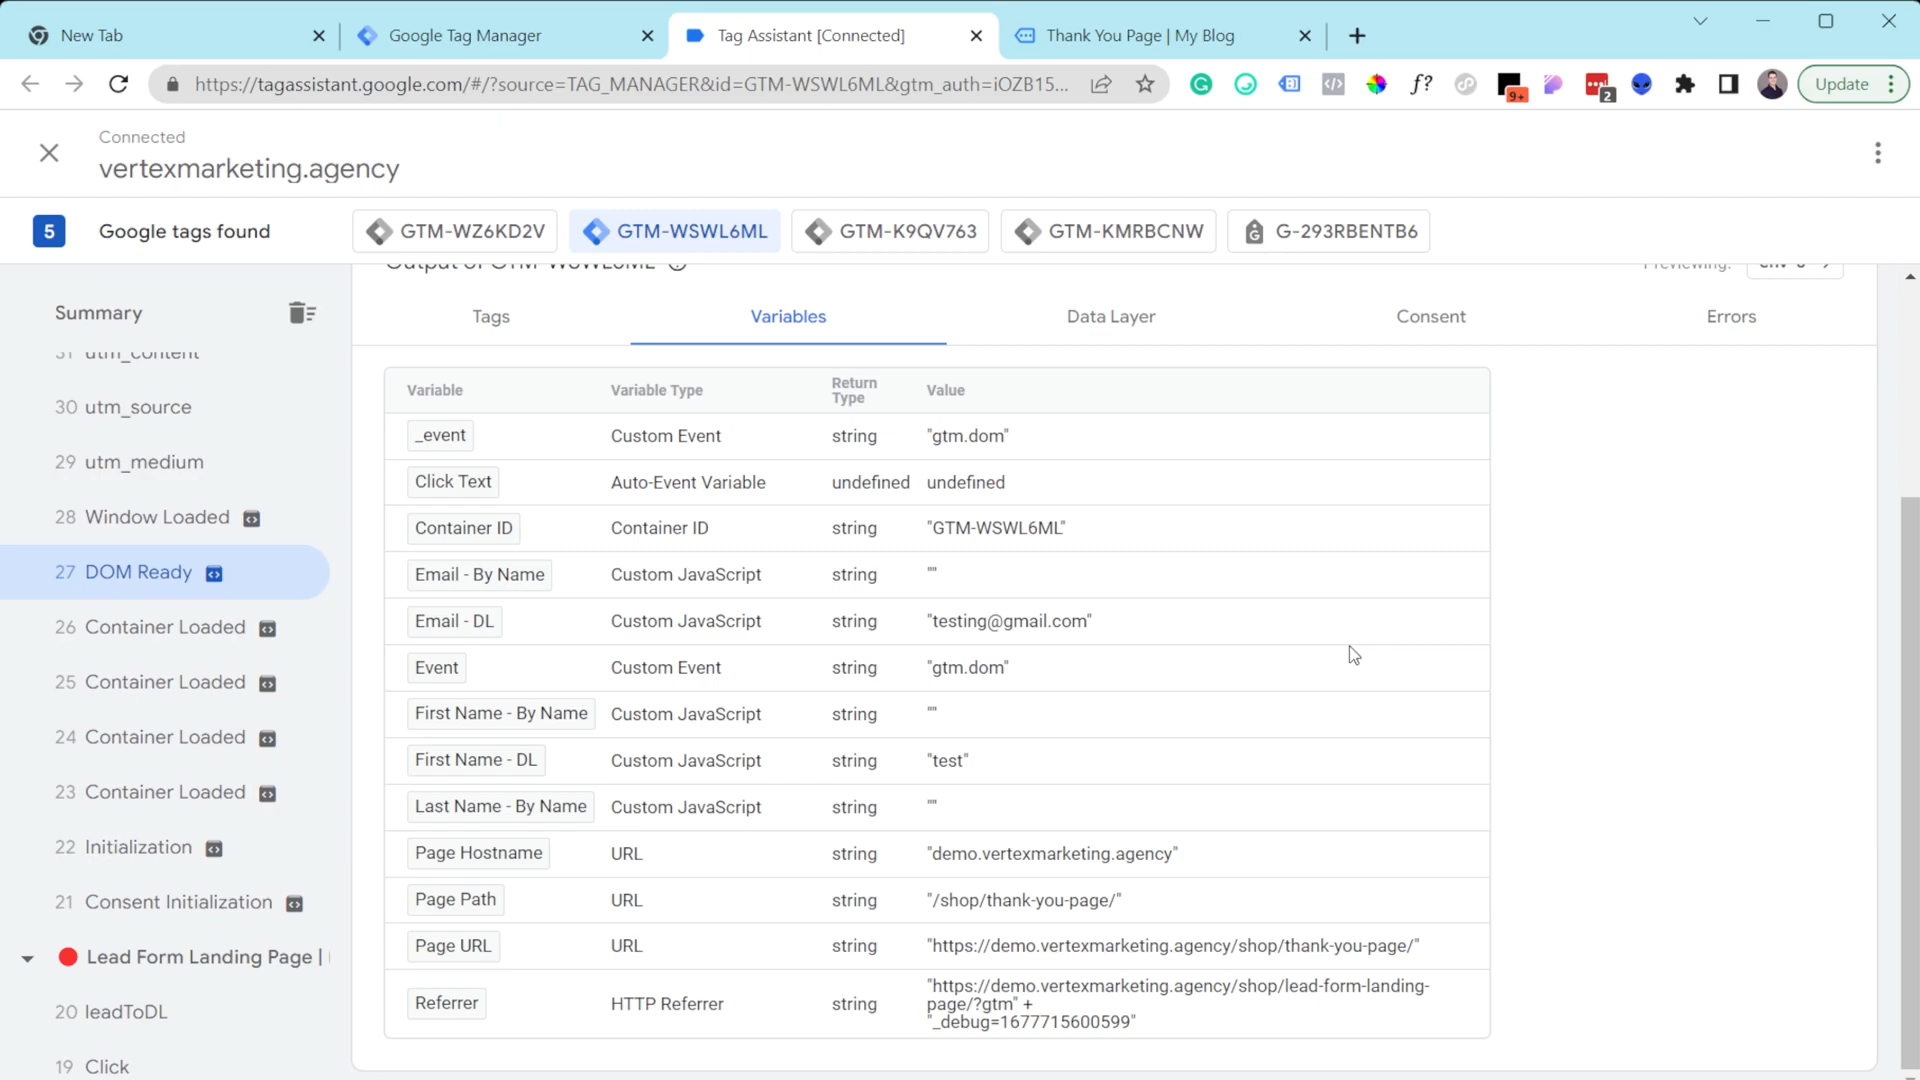 New Tab
Google Tag Manager
Tag Assistant [Connected]
Thank You Page | My Blog
https://tagassistant.google.com/#/?source=TAG_MANAGER&id=GTM-WSWL6ML&gtm_auth=iOZB15...
f?
9+
2
Update
Connected
vertexmarketing.agency
5
Google tags found
GTM-WZ6KD2V
GTM-WSWL6ML
GTM-K9QV763
GTM-KMRBCNW
G-293RBENTB6
Output of GTM-WSWL6ML
Previewing:
Summary
Tags
Variables
Data Layer
Consent
Errors
31 utm_content
30 utm_source
29 utm_medium
28 Window Loaded
27 DOM Ready
26 Container Loaded
25 Container Loaded
24 Container Loaded
23 Container Loaded
22 Initialization
21 Consent Initialization
Lead Form Landing Page |
20 leadToDL
19 Click
Variable Variable Type Return Type Value
_event Custom Event string "gtm.dom"
Click Text Auto-Event Variable undefined undefined
Container ID Container ID string "GTM-WSWL6ML"
Email - By Name Custom JavaScript string ""
Email - DL Custom JavaScript string "testing@gmail.com"
Event Custom Event string "gtm.dom"
First Name - By Name Custom JavaScript string ""
First Name - DL Custom JavaScript string "test"
Last Name - By Name Custom JavaScript string ""
Page Hostname URL string "demo.vertexmarketing.agency"
Page Path URL string "/shop/thank-you-page/"
Page URL URL string "https://demo.vertexmarketing.agency/shop/thank-you-page/"
Referrer HTTP Referrer string "https://demo.vertexmarketing.agency/shop/lead-form-landing-
page/?gtm" +
"_debug=1677715600599"